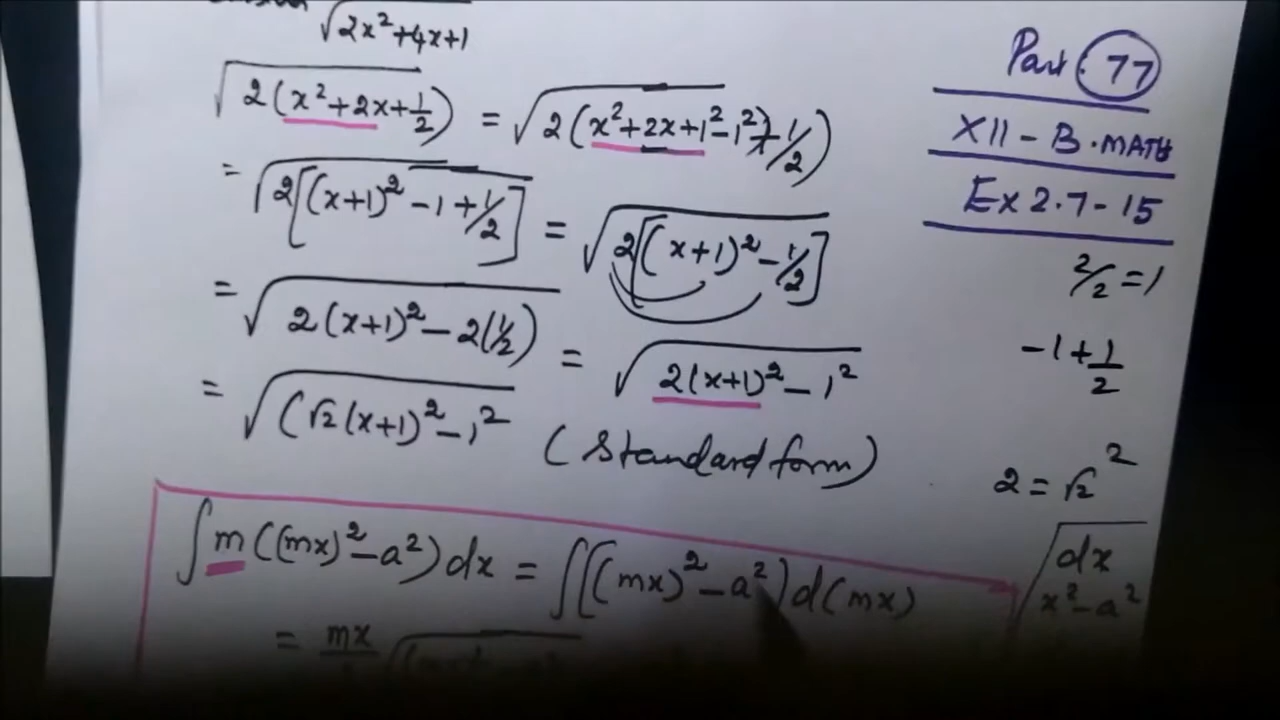 √2x²+4x+1
√2(x²+2x+1/2) = √2(x²+2x+1²-1²)+1/2)
= √2[(x+1)²-1+1/2] = √2[(x+1)²-1/2]
= √2(x+1)²-2(1/2) = √2(x+1)²-1²
= √(√2(x+1)²-1² (Standard form)
∫m((mx)²-a²)dx = ∫((mx)²-a²)d(mx)
= mx
Part 77
XII-B.MATH
Ex 2.7-15
2/2=1
-1+1/2
2=√2²
dx
x²-a²